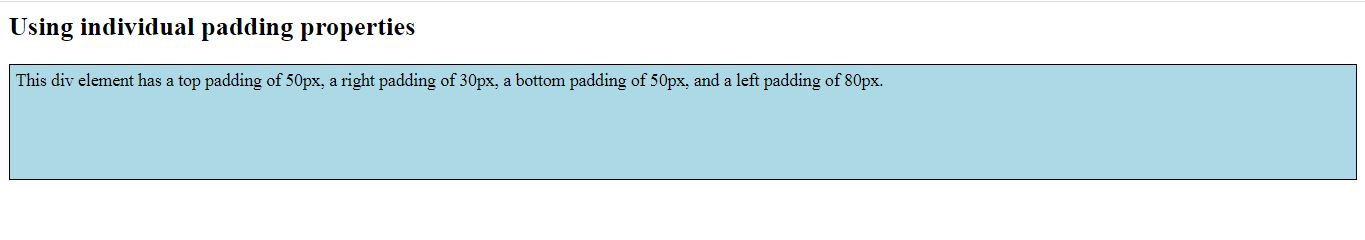 Using individual padding properties
This div element has a top padding of 50px, a right padding of 30px, a bottom padding of 50px, and a left padding of 80px.